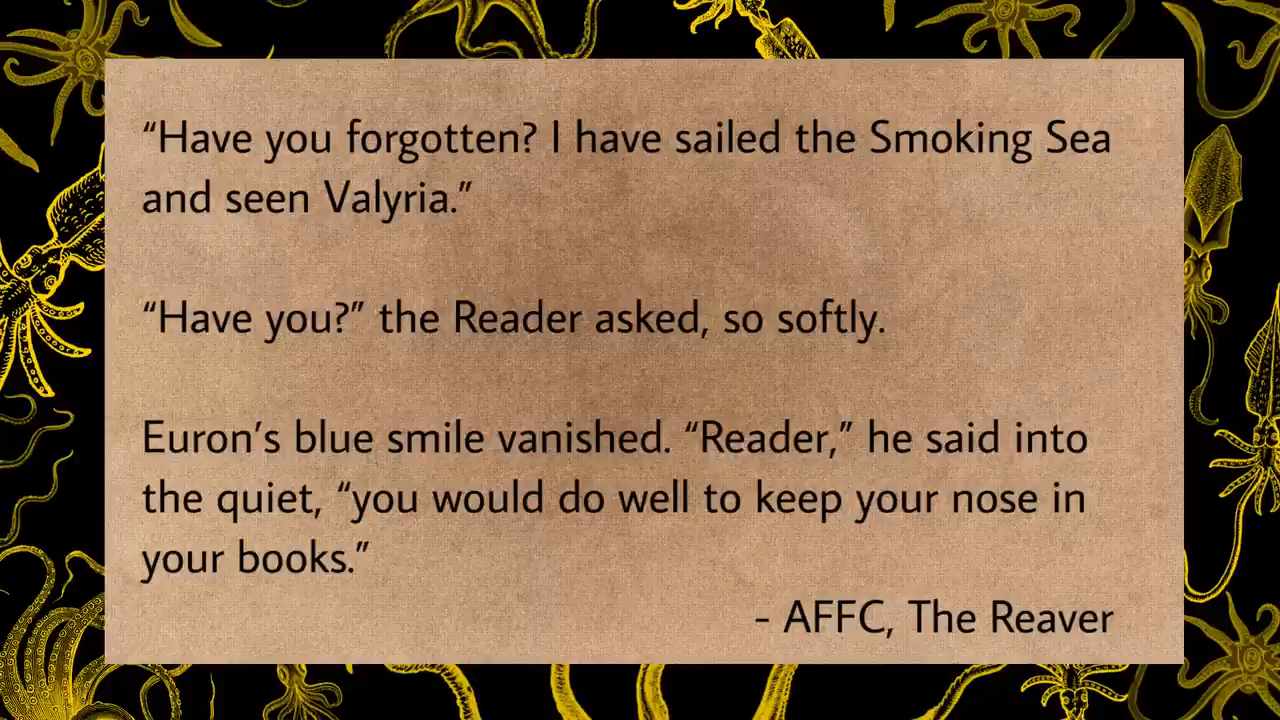 “Have you forgotten? I have sailed the Smoking Sea
and seen Valyria.”
“Have you?” the Reader asked, so softly.
Euron’s blue smile vanished. “Reader,” he said into
the quiet, “you would do well to keep your nose in
your books.”
- AFFC, The Reaver